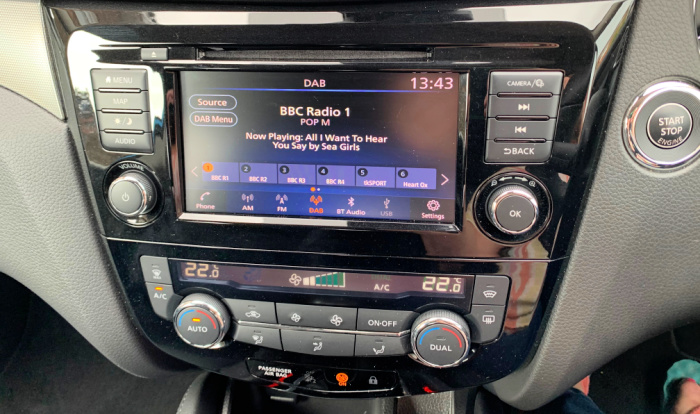 DAB
13:43
Source
BBC Radio 1
POP M
DAB Menu
Now Playing: All I Want To Hear
You Say by Sea Girls
1 2 3 4 5 6
BBC R1 BBC R2 BBC R3 BBC R4 5liSPORT Heart Ox
Phone AM FM DAB BT Audio USB Settings
MENU
MAP
AUDIO
VOLUME
CAMERA/
BACK
OK
START
STOP
ENGINE
22.0 A/C 22.0
A/C
AUTO
ON·OFF
DUAL
PASSENGER
AIR BAG
ON